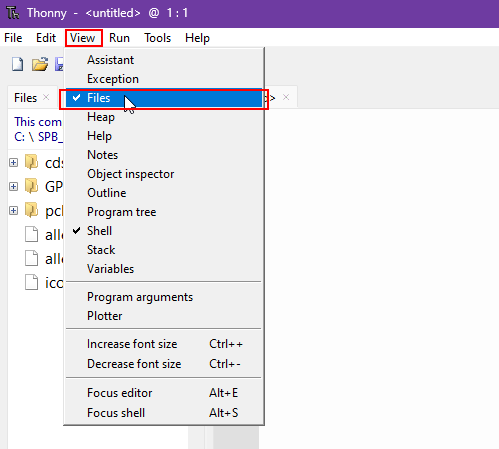 Thonny - <untitled> @ 1 : 1
File Edit View Run Tools Help
Files
This com
C: \ SPB_
cds
GP
pcl
ico
Assistant
Exception
Files
Heap
Help
Notes
Object inspector
Outline
Program tree
Shell
Stack
Variables
Program arguments
Plotter
Increase font size Ctrl++
Decrease font size Ctrl+-
Focus editor Alt+E
Focus shell Alt+S